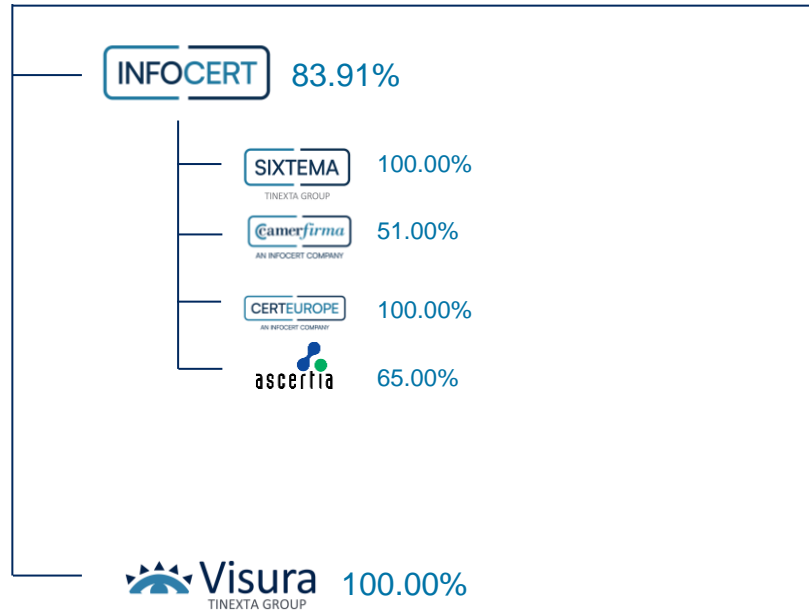 INFOCERT 83.91%
SIXTEMA 100.00%
TINEXTA GROUP
Camerfirma 51.00%
AN INFOCERT COMPANY
CERTEUROPE 100.00%
AN INFOCERT COMPANY
ascertia 65.00%
Visura 100.00%
TINEXTA GROUP